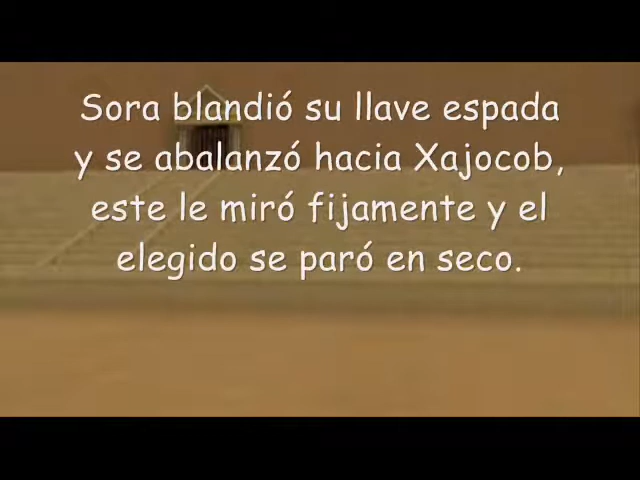 Sora blandió su llave espada
y se abalanzó hacia Xajocob,
este le miró fijamente y el
elegido se paró en seco.